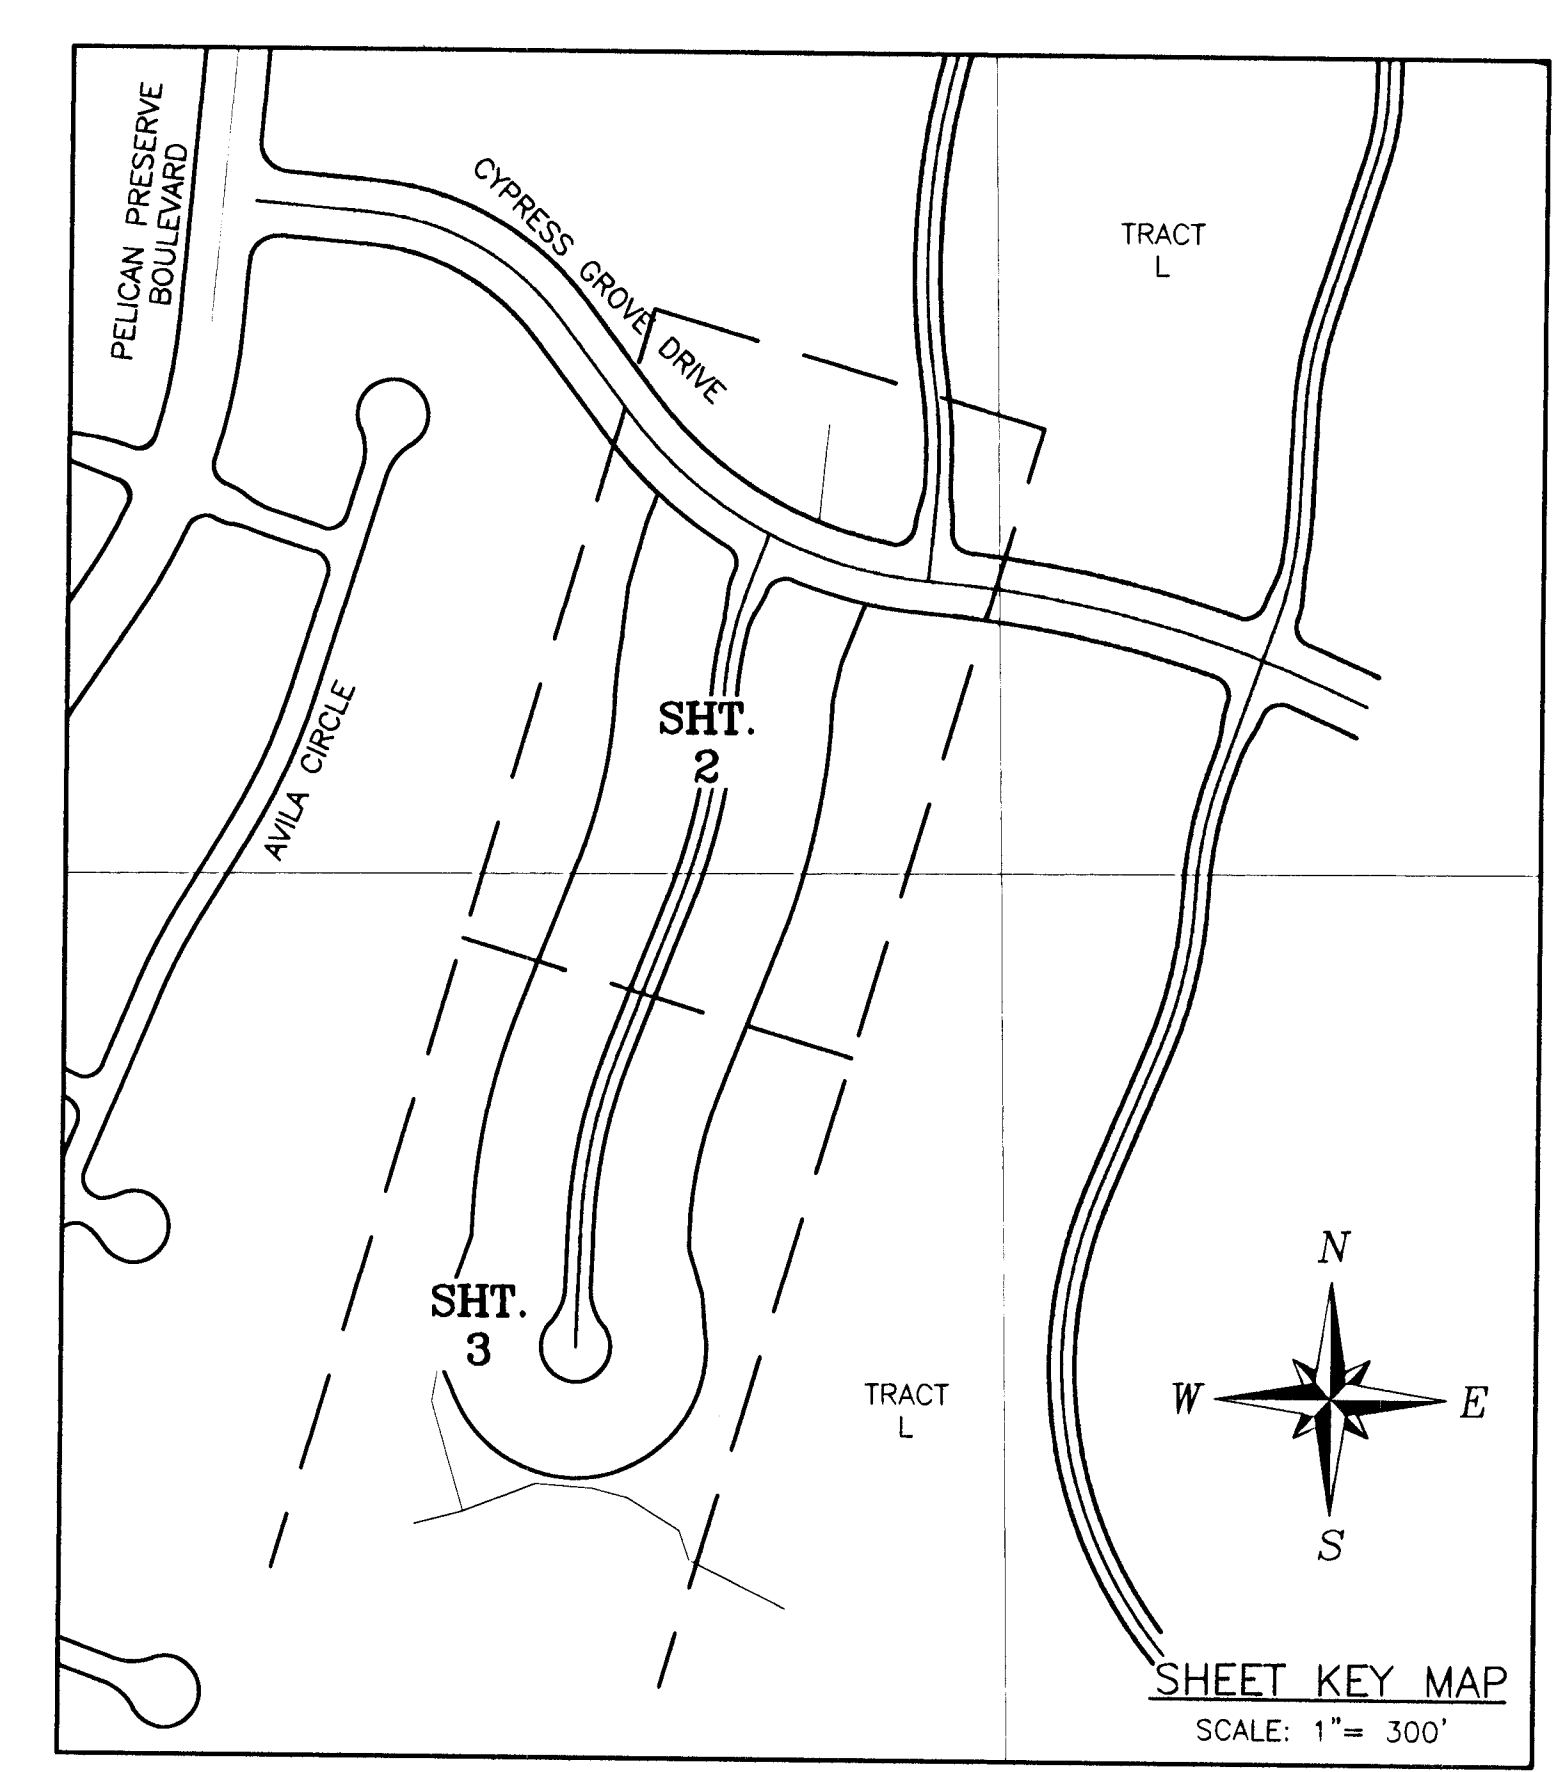 PELICAN PRESERVE
BOULEVARD
CYPRESS GROVE DRIVE
TRACT
L
AVILA CIRCLE
SHT.
2
SHT.
3
TRACT
L
N
W
E
S
SHEET KEY MAP
SCALE: 1"= 300'